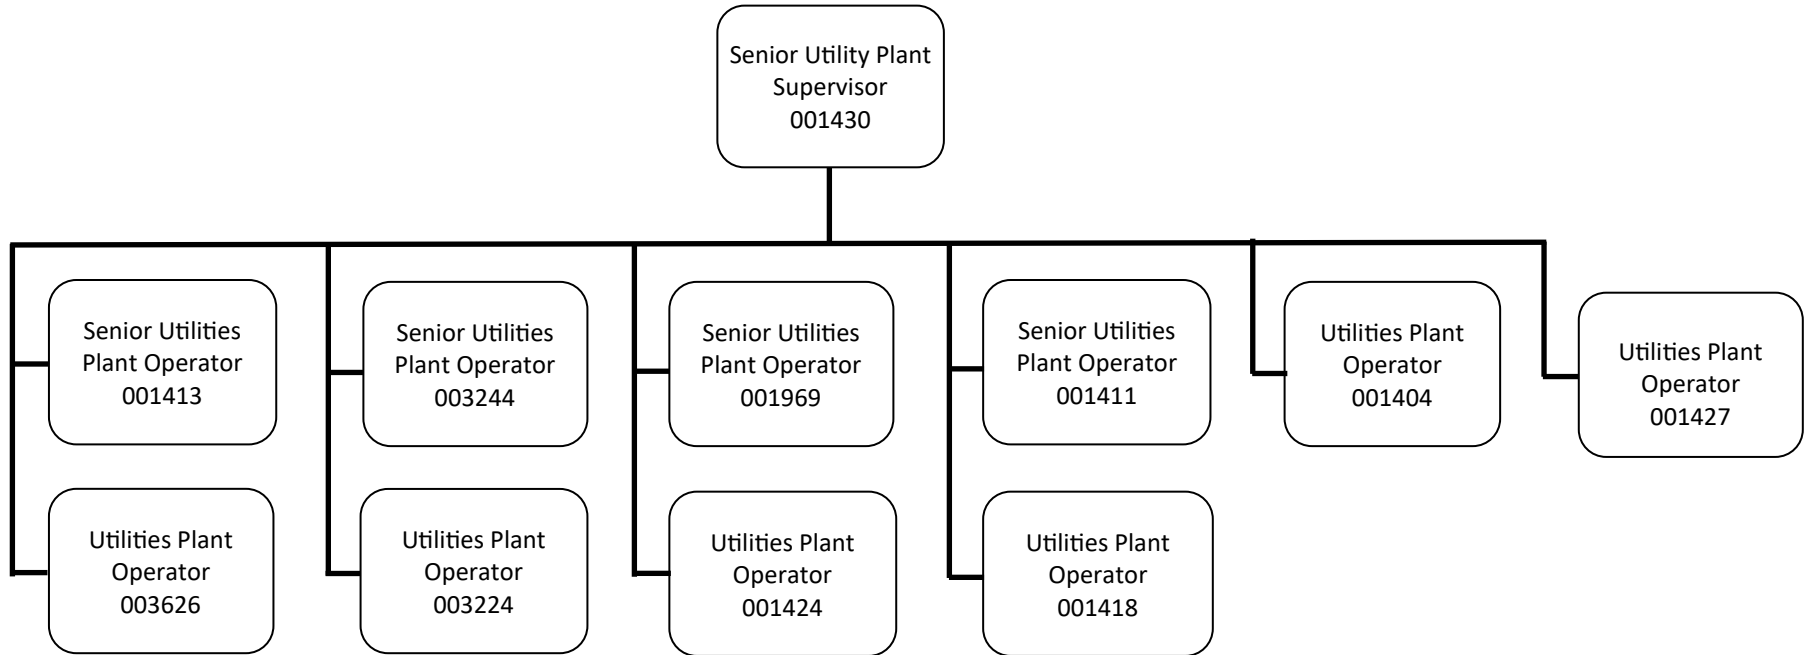 Senior Utility Plant
Supervisor
001430
Senior Utilities
Plant Operator
001413
Senior Utilities
Plant Operator
003244
Senior Utilities
Plant Operator
001969
Senior Utilities
Plant Operator
001411
Utilities Plant
Operator
001404
Utilities Plant
Operator
001427
Utilities Plant
Operator
003626
Utilities Plant
Operator
003224
Utilities Plant
Operator
001424
Utilities Plant
Operator
001418